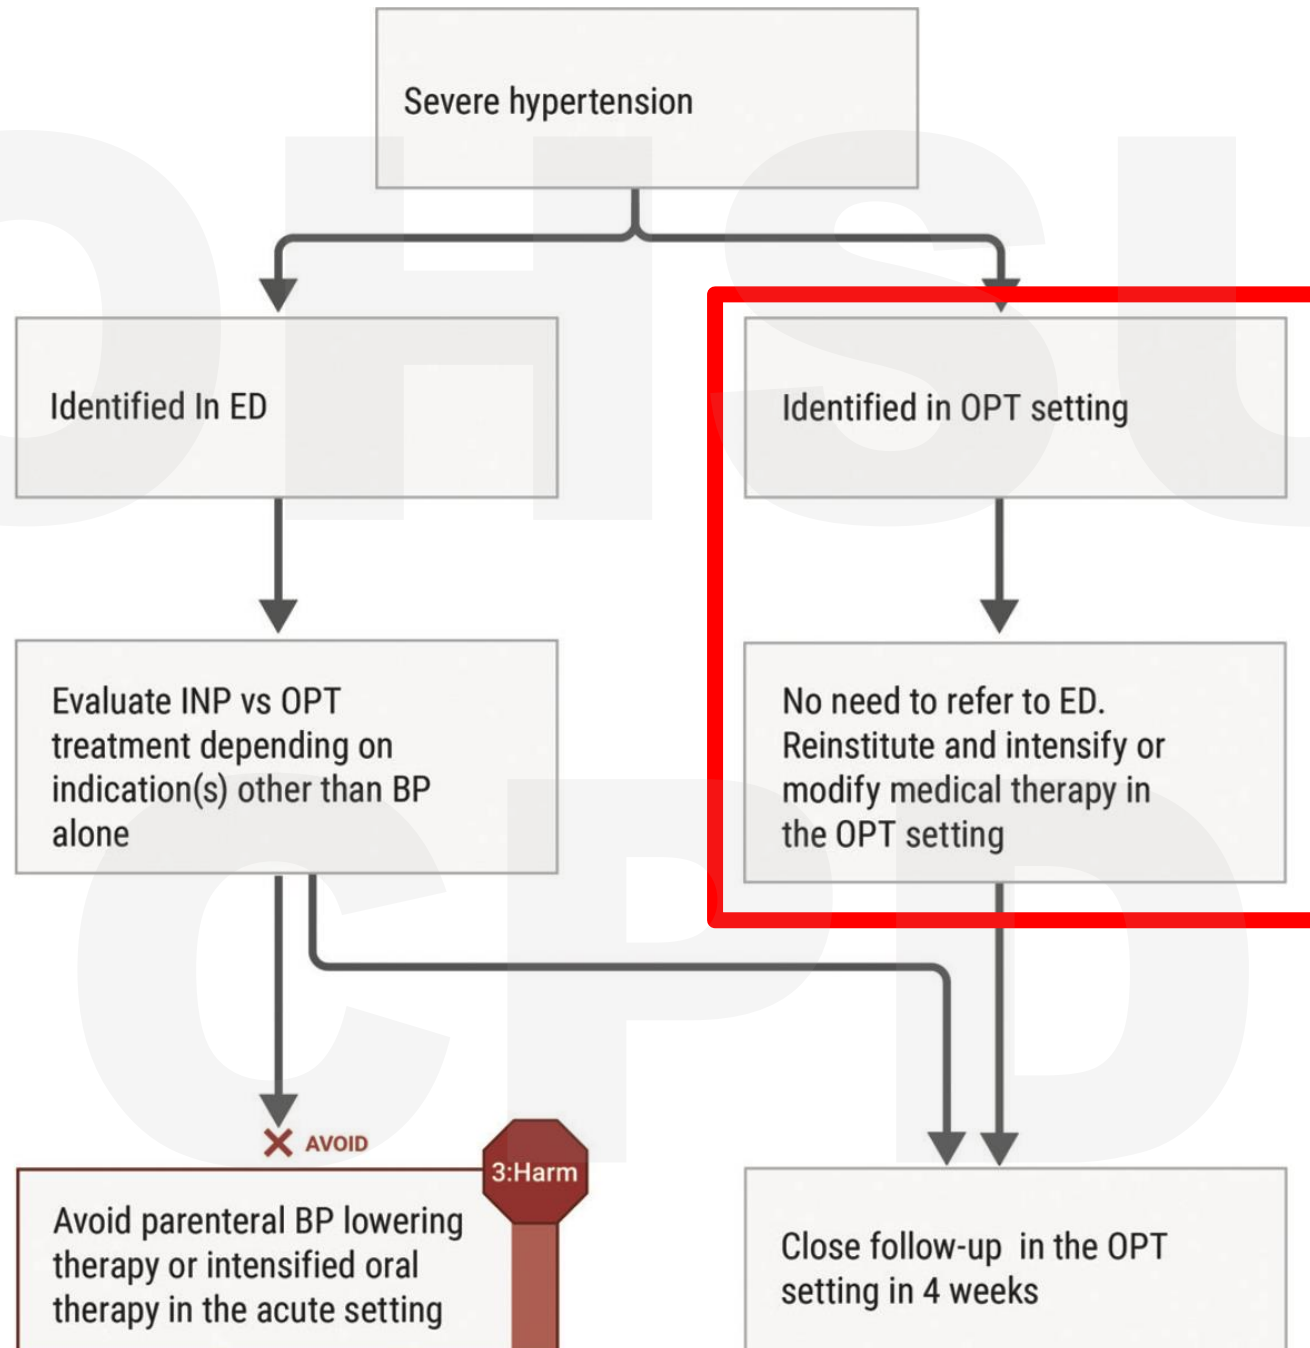 Severe hypertension
Identified In ED
Identified in OPT setting
Evaluate INP vs OPT
treatment depending on
indication(s) other than BP
alone
No need to refer to ED.
Reinstitute and intensify or
modify medical therapy in
the OPT setting
AVOID
3:Harm
Avoid parenteral BP lowering
therapy or intensified oral
therapy in the acute setting
Close follow-up in the OPT
setting in 4 weeks
OHSU
CPD